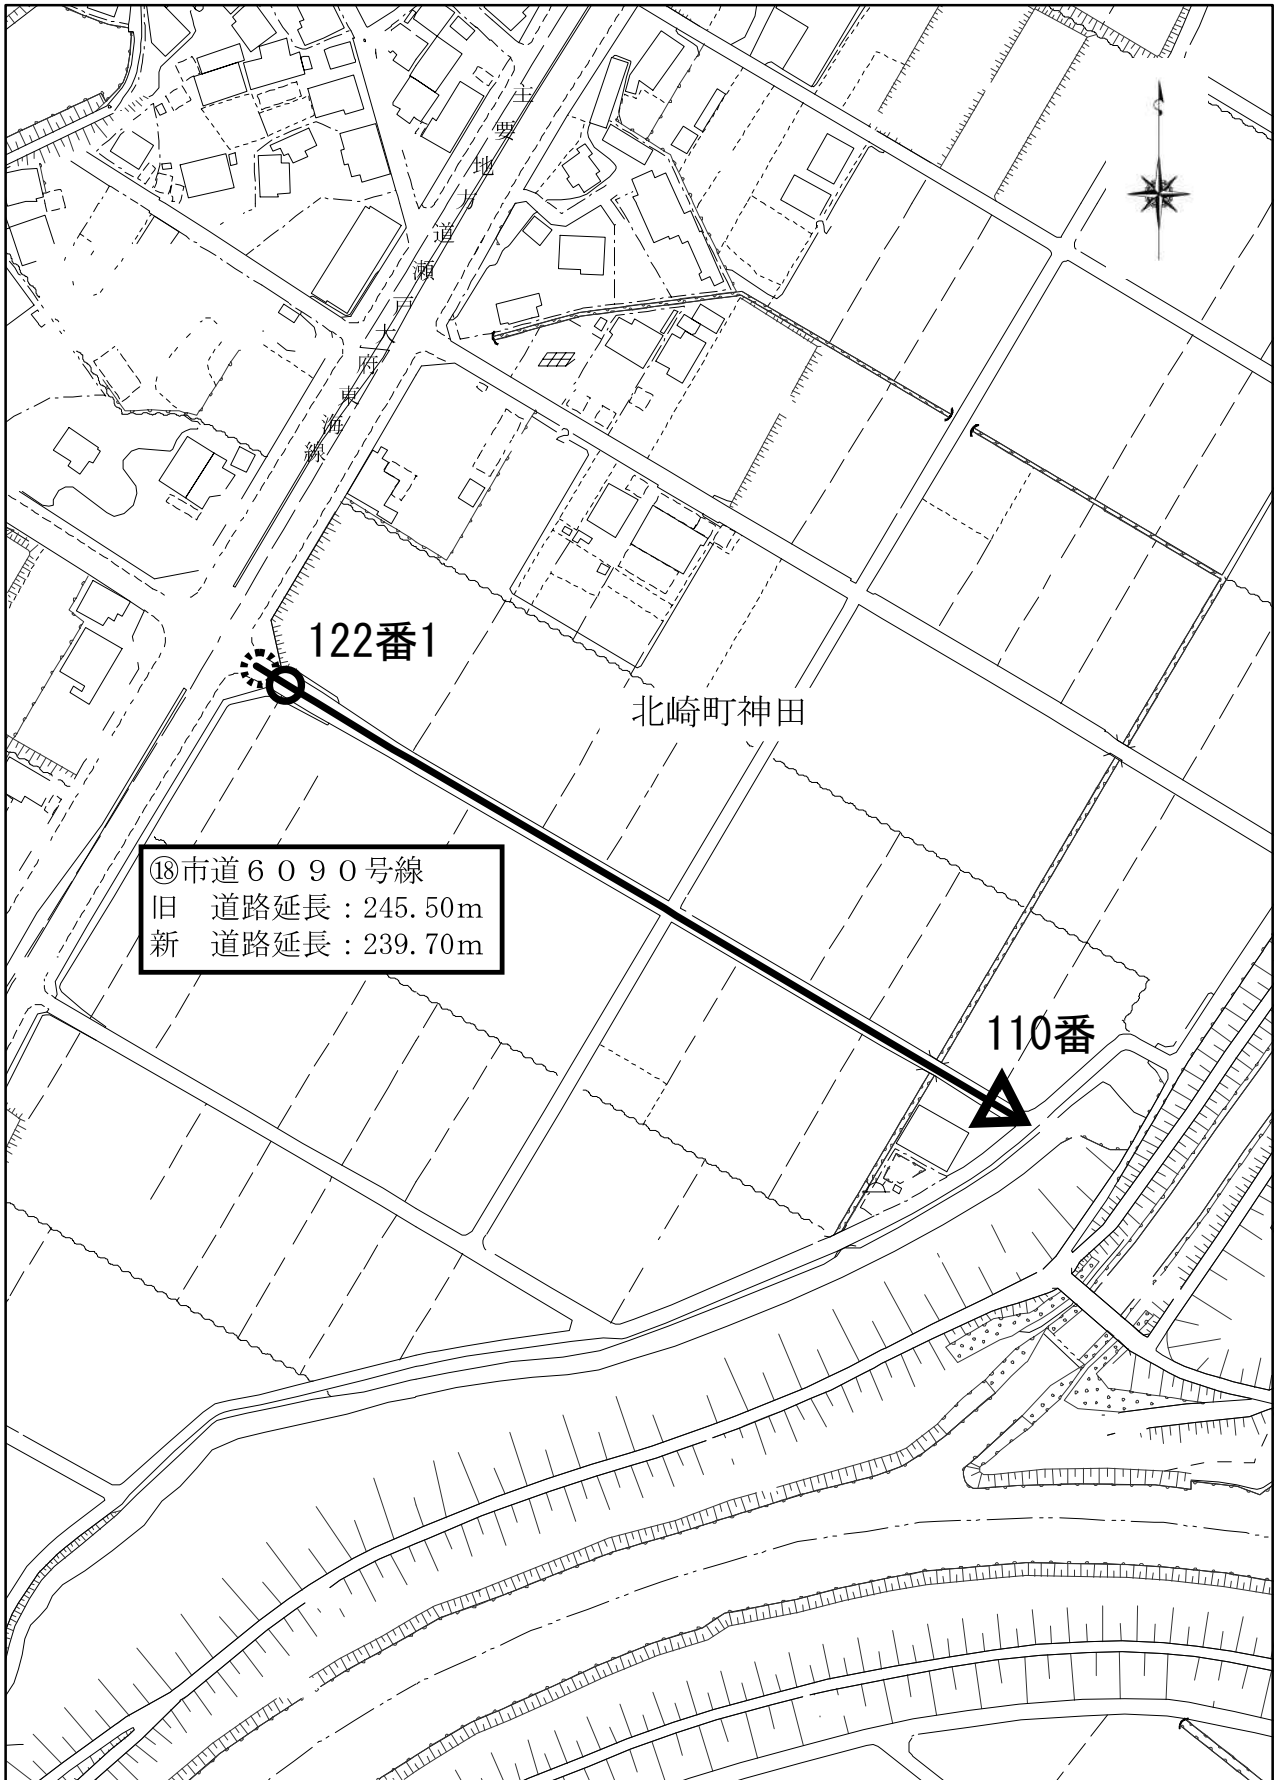 主要地方道瀬戸大府東海線
2
2
122番1
北崎町神田
⑱市道６０９０号線
旧　道路延長：245.50m
新　道路延長：239.70m
110番